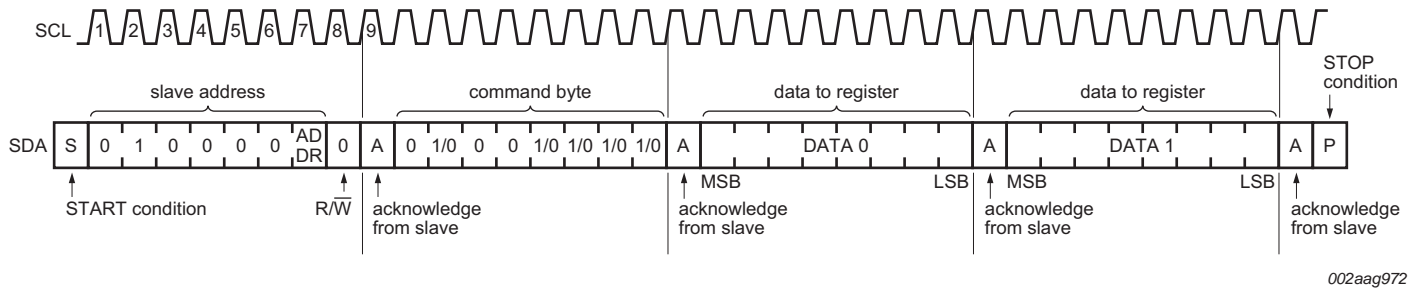 SCL 1 2 3 4 5 6 7 8 9
STOP
condition
slave address command byte data to register data to register
SDA S 0 1 0 0 0 0 AD DR 0 A 0 1/0 0 0 1/0 1/0 1/0 1/0 A DATA 0 A DATA 1 A P
MSB LSB MSB LSB
START condition R/W̅ acknowledge acknowledge acknowledge acknowledge
from slave from slave from slave from slave
002aag972